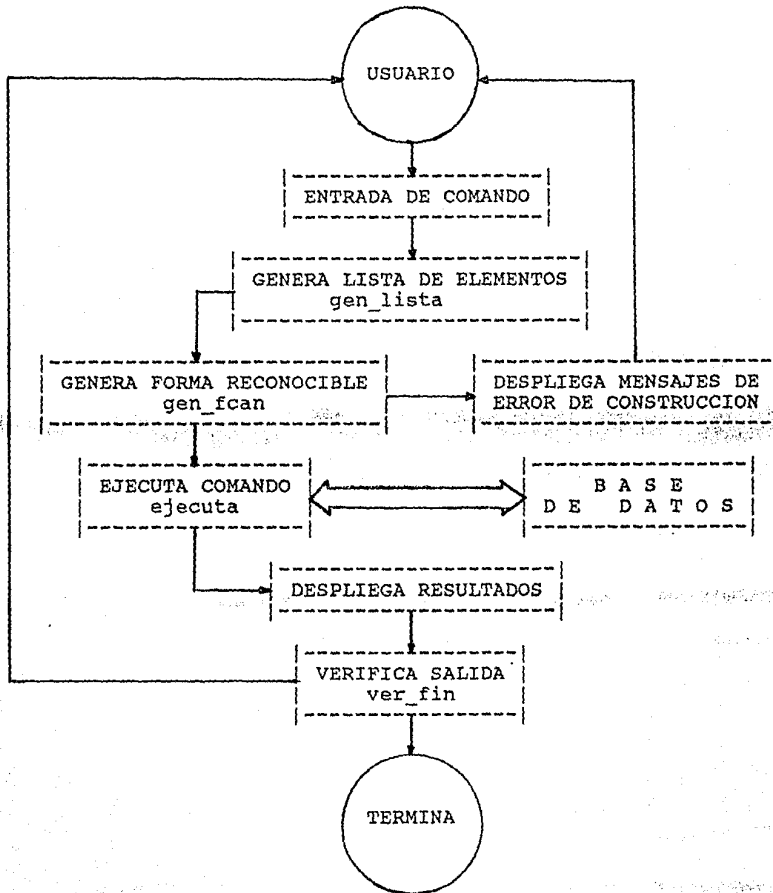 USUARIO
ENTRADA DE COMANDO
GENERA LISTA DE ELEMENTOS
gen_lista
GENERA FORMA RECONOCIBLE
gen_fcan
DESPLIEGA MENSAJES DE
ERROR DE CONSTRUCCION
EJECUTA COMANDO
ejecuta
B A S E
D E D A T O S
DESPLIEGA RESULTADOS
VERIFICA SALIDA
ver_fin
TERMINA